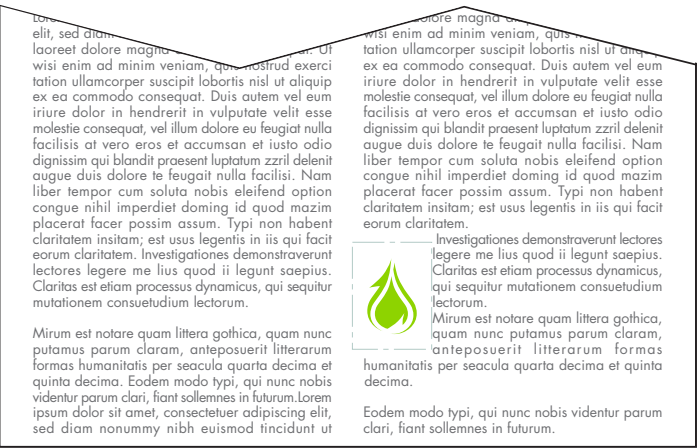 elit, sed diam
laoreet dolore magna Ut
wisi enim ad minim veniam, quis nostrud exerci
tation ullamcorper suscipit lobortis nisl ut aliquip
ex ea commodo consequat. Duis autem vel eum
iriure dolor in hendrerit in vulputate velit esse
molestie consequat, vel illum dolore eu feugiat nulla
facilisis at vero eros et accumsan et iusto odio
dignissim qui blandit praesent luptatum zzril delenit
augue duis dolore te feugait nulla facilisi. Nam
liber tempor cum soluta nobis eleifend option
congue nihil imperdiet doming id quod mazim
placerat facer possim assum. Typi non habent
claritatem insitam; est usus legentis in iis qui facit
eorum claritatem. Investigationes demonstraverunt
lectores legere me lius quod ii legunt saepius.
Claritas est etiam processus dynamicus, qui sequitur
mutationem consuetudium lectorum.
Mirum est notare quam littera gothica, quam nunc
putamus parum claram, anteposuerit litterarum
formas humanitatis per seacula quarta decima et
quinta decima. Eodem modo typi, qui nunc nobis
videntur parum clari, fiant sollemnes in futurum.Lorem
ipsum dolor sit amet, consectetuer adipiscing elit,
sed diam nonummy nibh euismod tincidunt ut
dolore magna
wisi enim ad minim veniam, quis
tation ullamcorper suscipit lobortis nisl ut aliquip
ex ea commodo consequat. Duis autem vel eum
iriure dolor in hendrerit in vulputate velit esse
molestie consequat, vel illum dolore eu feugiat nulla
facilisis at vero eros et accumsan et iusto odio
dignissim qui blandit praesent luptatum zzril delenit
augue duis dolore te feugait nulla facilisi. Nam
liber tempor cum soluta nobis eleifend option
congue nihil imperdiet doming id quod mazim
placerat facer possim assum. Typi non habent
claritatem insitam; est usus legentis in iis qui facit
eorum claritatem.
Investigationes demonstraverunt lectores
legere me lius quod ii legunt saepius.
Claritas est etiam processus dynamicus,
qui sequitur mutationem consuetudium
lectorum.
Mirum est notare quam littera gothica,
quam nunc putamus parum claram,
anteposuerit litterarum formas
humanitatis per seacula quarta decima et quinta
decima.
Eodem modo typi, qui nunc nobis videntur parum
clari, fiant sollemnes in futurum.